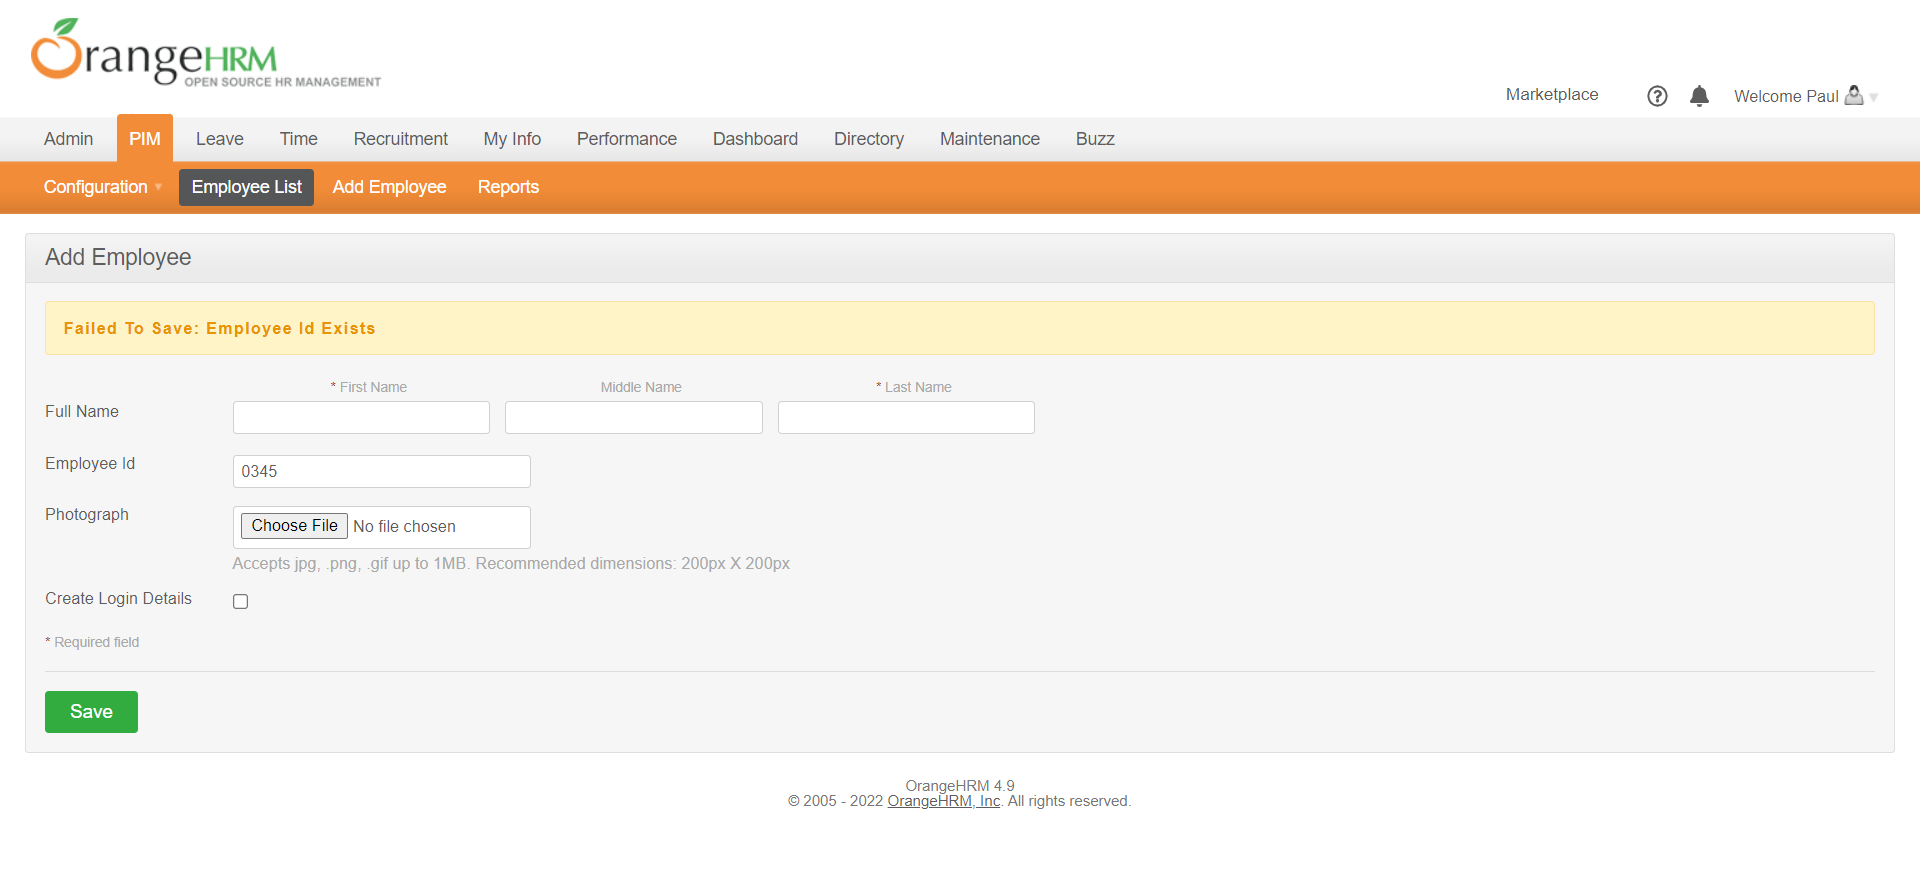 OrangeHRM
OPEN SOURCE HR MANAGEMENT
Marketplace
Welcome Paul
Admin PIM Leave Time Recruitment My Info Performance Dashboard Directory Maintenance Buzz
Configuration Employee List Add Employee Reports
Add Employee
Failed To Save: Employee Id Exists
* First Name Middle Name * Last Name
Full Name
Employee Id 0345
Photograph Choose File No file chosen
Accepts jpg, .png, .gif up to 1MB. Recommended dimensions: 200px X 200px
Create Login Details
* Required field
Save
OrangeHRM 4.9
© 2005 - 2022 OrangeHRM, Inc. All rights reserved.